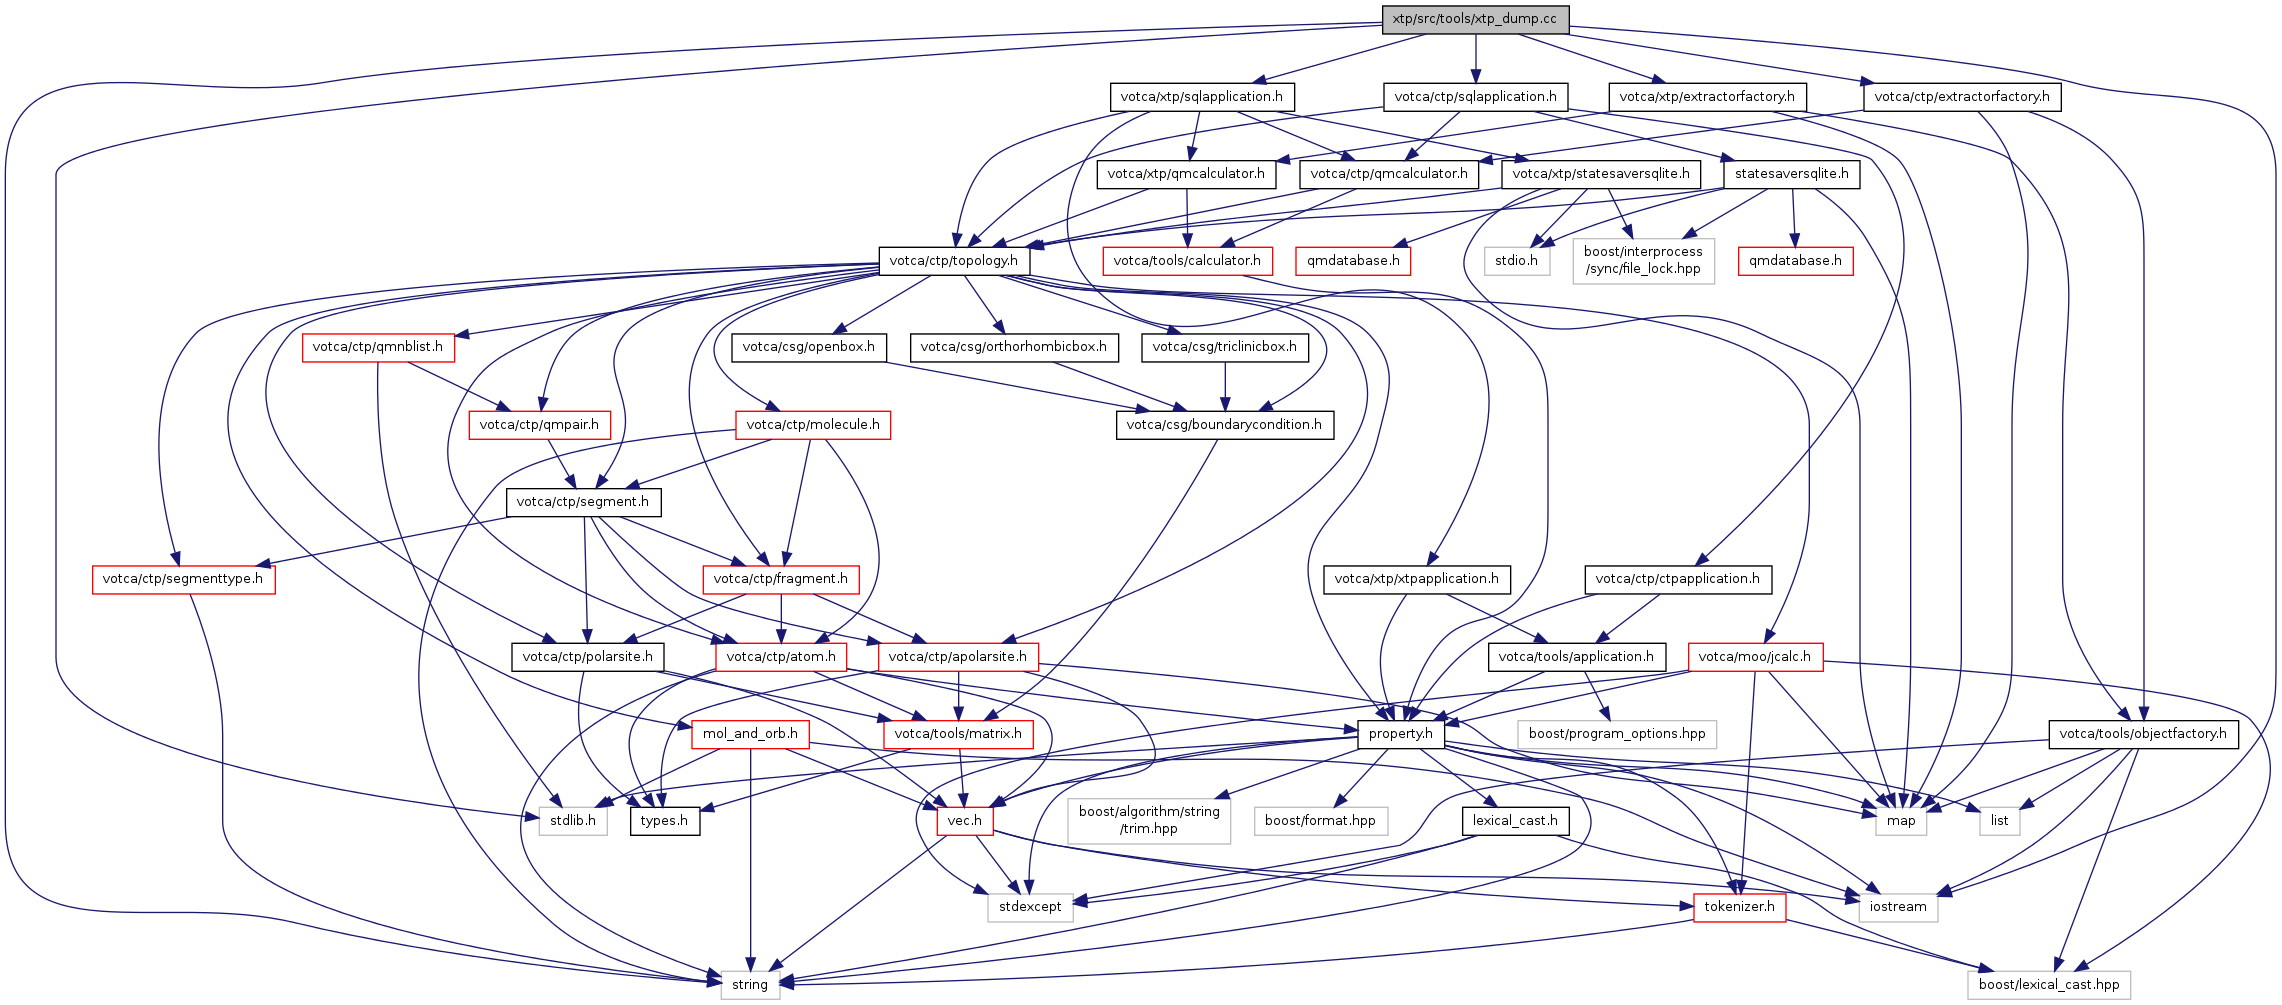 xtp/src/tools/xtp_dump.cc
votca/xtp/sqlapplication.h
votca/ctp/sqlapplication.h
votca/xtp/extractorfactory.h
votca/ctp/extractorfactory.h
votca/xtp/qmcalculator.h
votca/ctp/qmcalculator.h
votca/xtp/statesaversqlite.h
statesaversqlite.h
votca/ctp/topology.h
votca/tools/calculator.h
qmdatabase.h
stdio.h
boost/interprocess
/sync/file_lock.hpp
qmdatabase.h
votca/ctp/qmnblist.h
votca/csg/openbox.h
votca/csg/orthorhombicbox.h
votca/csg/triclinicbox.h
votca/ctp/qmpair.h
votca/ctp/molecule.h
votca/csg/boundarycondition.h
votca/ctp/segment.h
votca/ctp/segmenttype.h
votca/ctp/fragment.h
votca/xtp/xtpapplication.h
votca/ctp/ctpapplication.h
votca/ctp/polarsite.h
votca/ctp/atom.h
votca/ctp/apolarsite.h
votca/tools/application.h
votca/moo/jcalc.h
mol_and_orb.h
votca/tools/matrix.h
property.h
boost/program_options.hpp
votca/tools/objectfactory.h
stdlib.h
types.h
vec.h
boost/algorithm/string
/trim.hpp
boost/format.hpp
lexical_cast.h
map
list
stdexcept
tokenizer.h
iostream
string
boost/lexical_cast.hpp